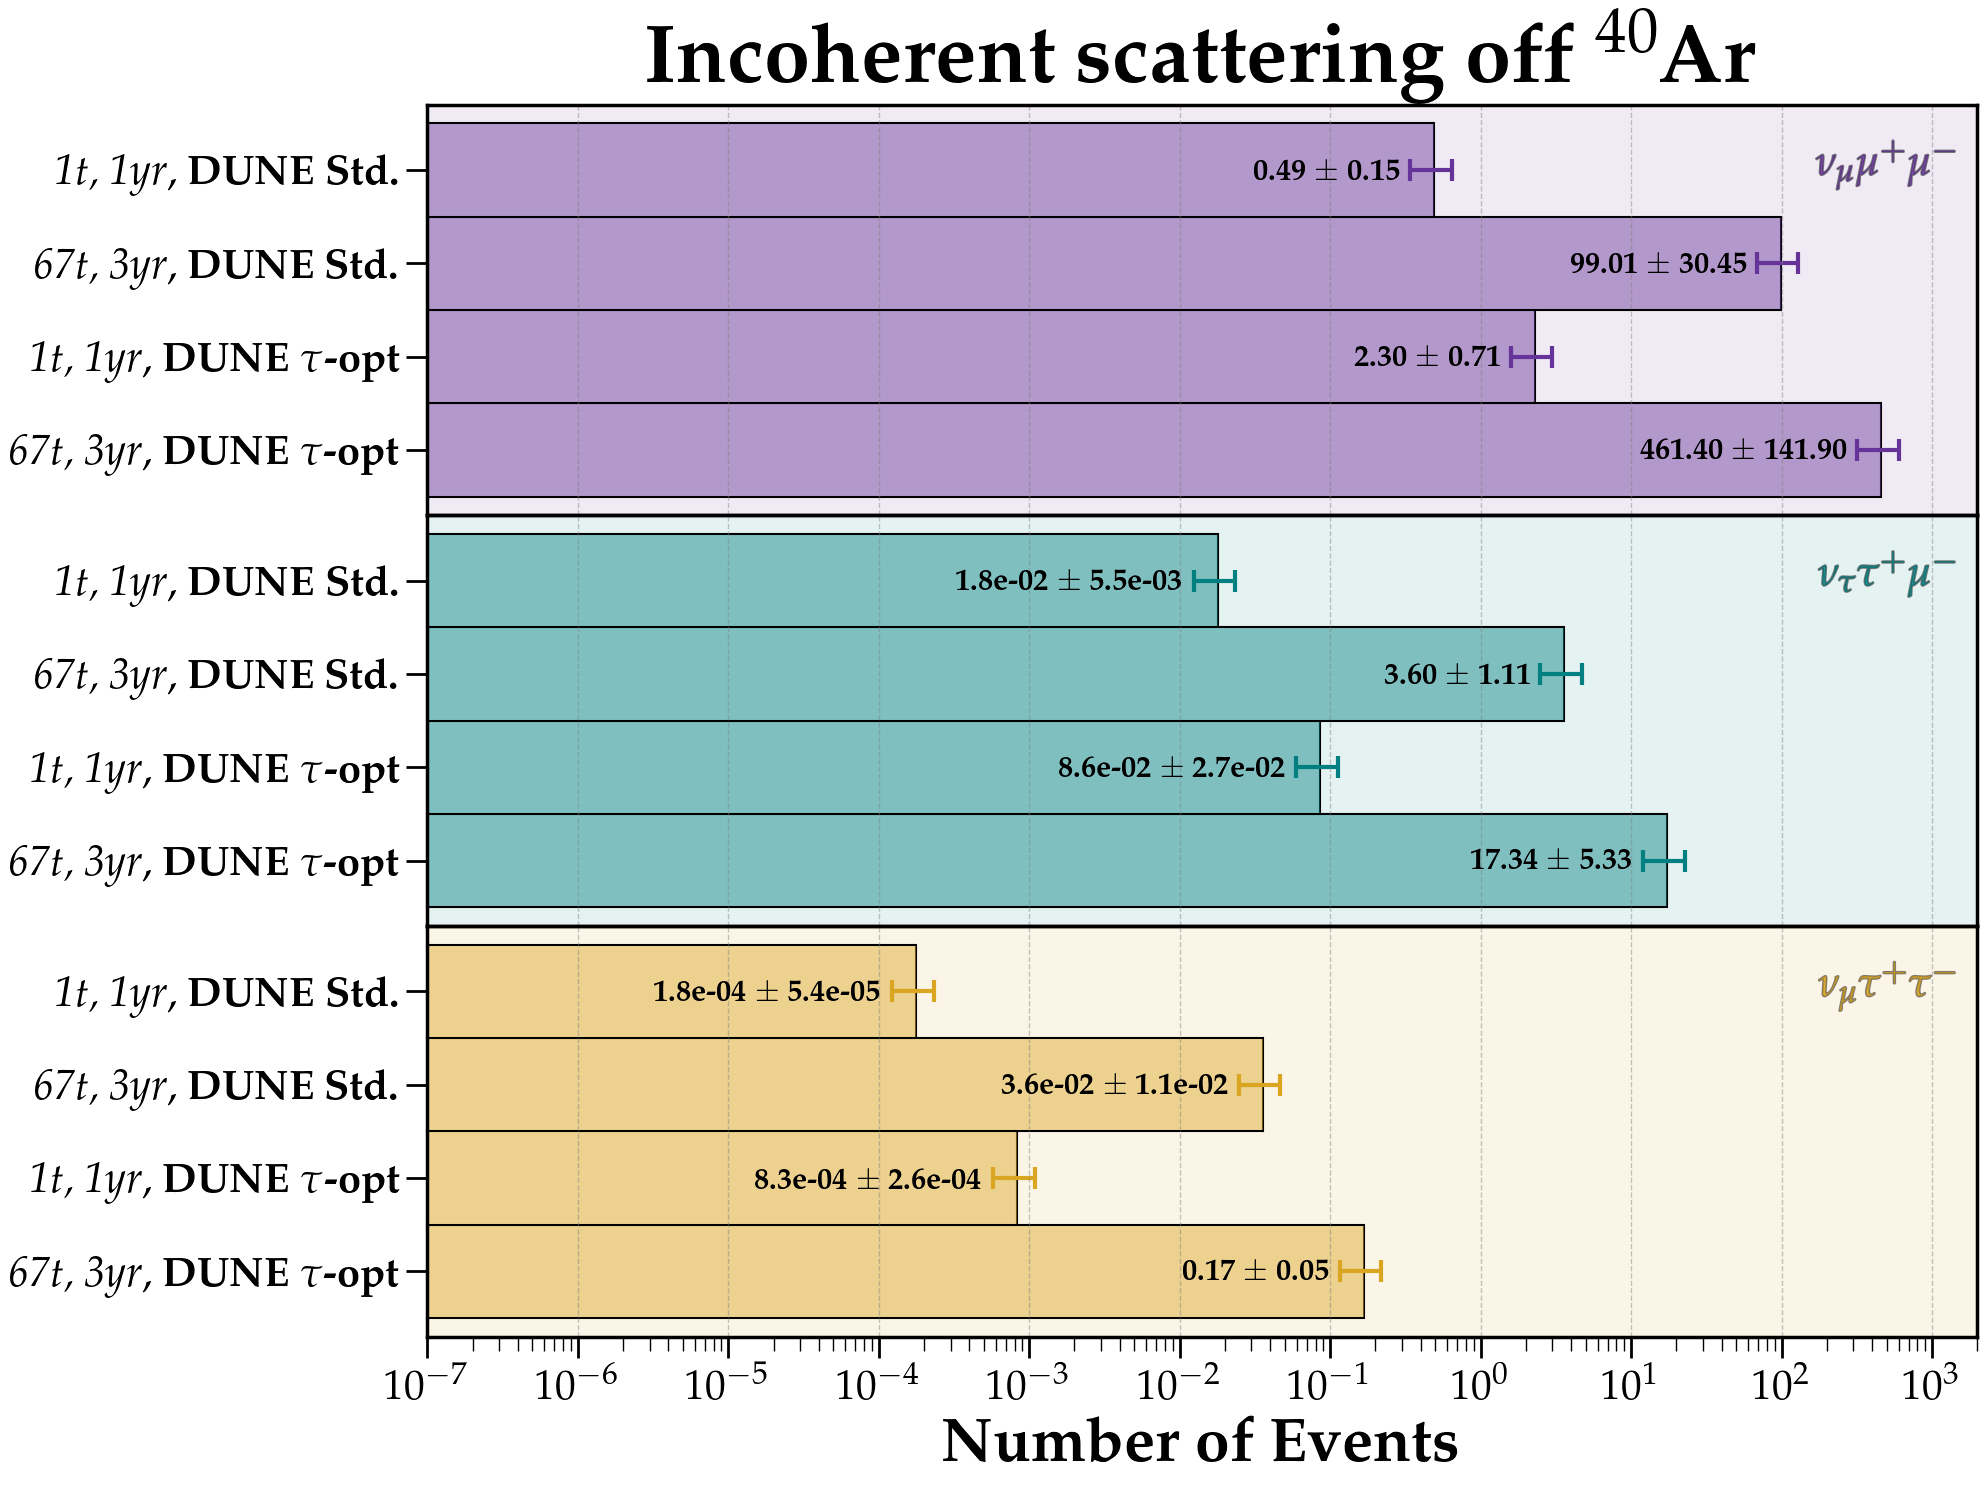 Incoherent scattering off ⁴⁰Ar
1t, 1yr, DUNE Std.
0.49 ± 0.15
ν_μμ⁺μ⁻
67t, 3yr, DUNE Std.
99.01 ± 30.45
1t, 1yr, DUNE τ-opt
2.30 ± 0.71
67t, 3yr, DUNE τ-opt
461.40 ± 141.90
1t, 1yr, DUNE Std.
1.8e-02 ± 5.5e-03
ν_ττ⁺μ⁻
67t, 3yr, DUNE Std.
3.60 ± 1.11
1t, 1yr, DUNE τ-opt
8.6e-02 ± 2.7e-02
67t, 3yr, DUNE τ-opt
17.34 ± 5.33
1t, 1yr, DUNE Std.
1.8e-04 ± 5.4e-05
ν_μτ⁺τ⁻
67t, 3yr, DUNE Std.
3.6e-02 ± 1.1e-02
1t, 1yr, DUNE τ-opt
8.3e-04 ± 2.6e-04
67t, 3yr, DUNE τ-opt
0.17 ± 0.05
10⁻⁷ 10⁻⁶ 10⁻⁵ 10⁻⁴ 10⁻³ 10⁻² 10⁻¹ 10⁰ 10¹ 10² 10³
Number of Events